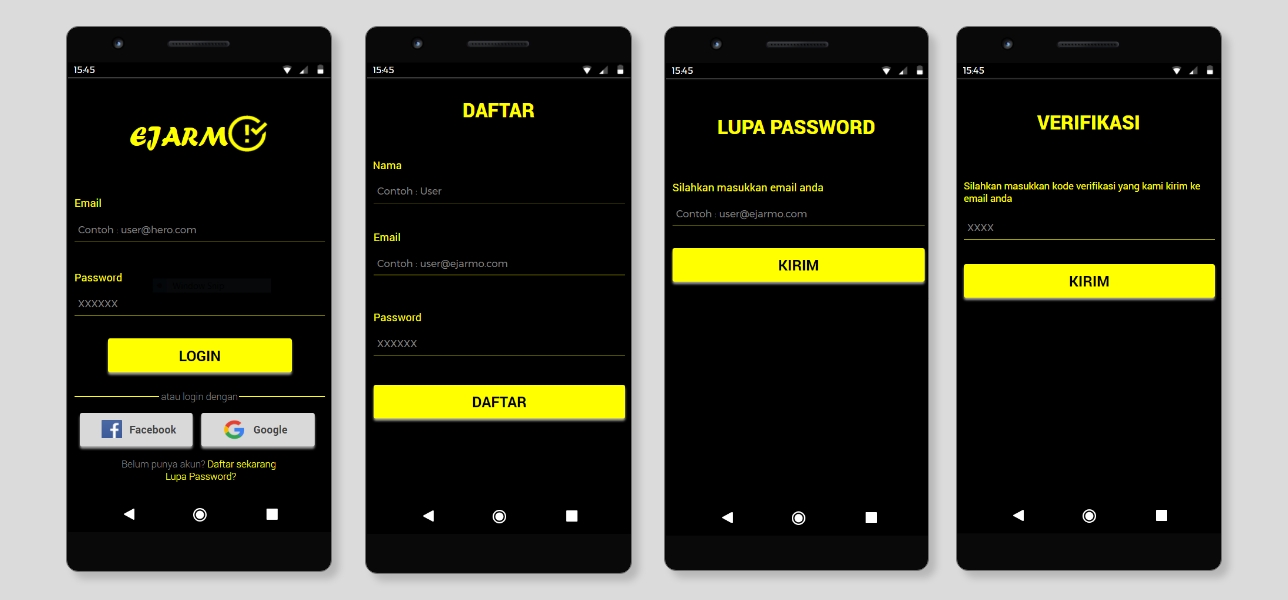 15:45
EJARM
Email
Contoh : user@hero.com
Password
XXXXXX
LOGIN
atau login dengan
Facebook
Google
Belum punya akun? Daftar sekarang
Lupa Password?
15:45
DAFTAR
Nama
Contoh : User
Email
Contoh : user@ejarmo.com
Password
XXXXXX
DAFTAR
15:45
LUPA PASSWORD
Silahkan masukkan email anda
Contoh : user@ejarmo.com
KIRIM
15:45
VERIFIKASI
Silahkan masukkan kode verifikasi yang kami kirim ke
email anda
XXXX
KIRIM